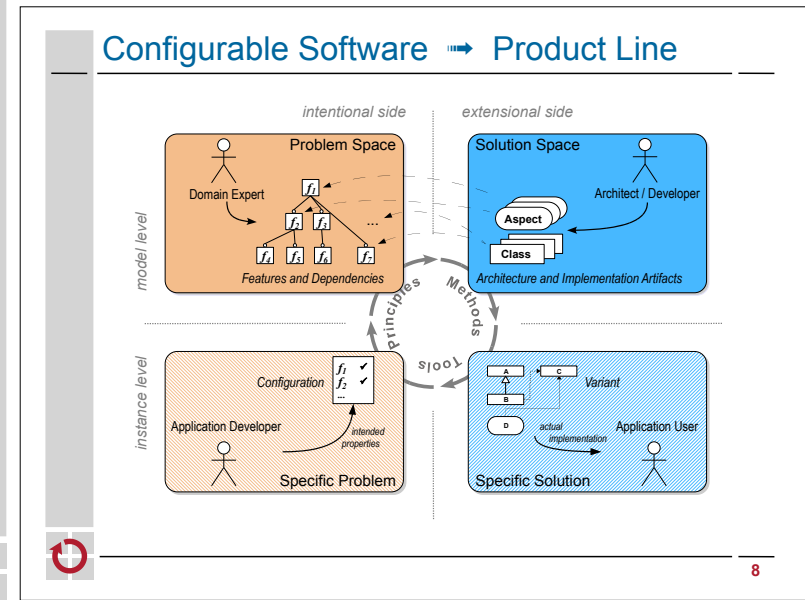 Configurable Software ➟ Product Line
intentional side
extensional side
model level
Problem Space
Domain Expert
f1
f2
f3
...
f4
f5
f6
f7
Features and Dependencies
Solution Space
Architect / Developer
Aspect
Class
Architecture and Implementation Artifacts
Principles
Methods
Tools
instance level
Configuration
f1 ✔
f2 ✔
...
Application Developer
intended
properties
Specific Problem
A
C
B
D
Variant
actual
implementation
Application User
Specific Solution
8